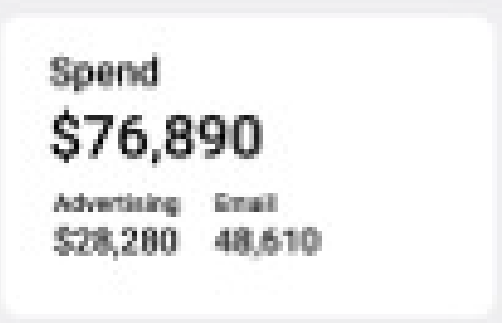 Spend
$76,890
Advertising Email
$28,280 48,610